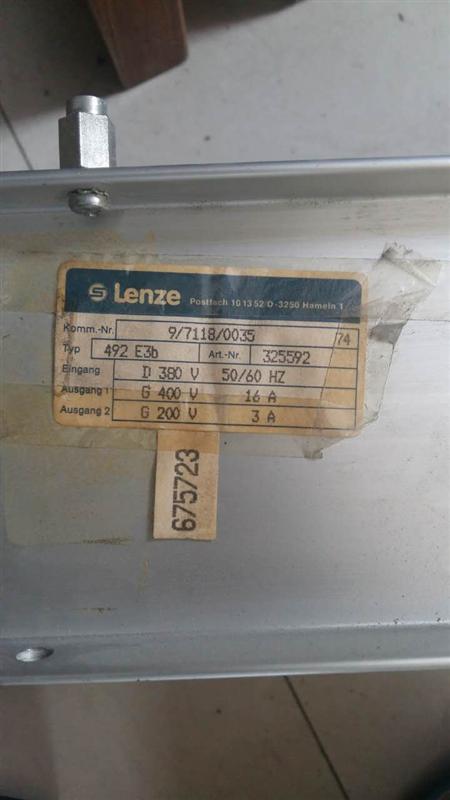 Lenze Postfach 10 13 52 D-3250 Hameln 1
Komm.-Nr. 9/7118/0035 74
Typ 492 E3b Art.-Nr. 325592
Eingang D 380 V 50/60 HZ
Ausgang 1 G 400 V 16 A
Ausgang 2 G 200 V 3 A
675723